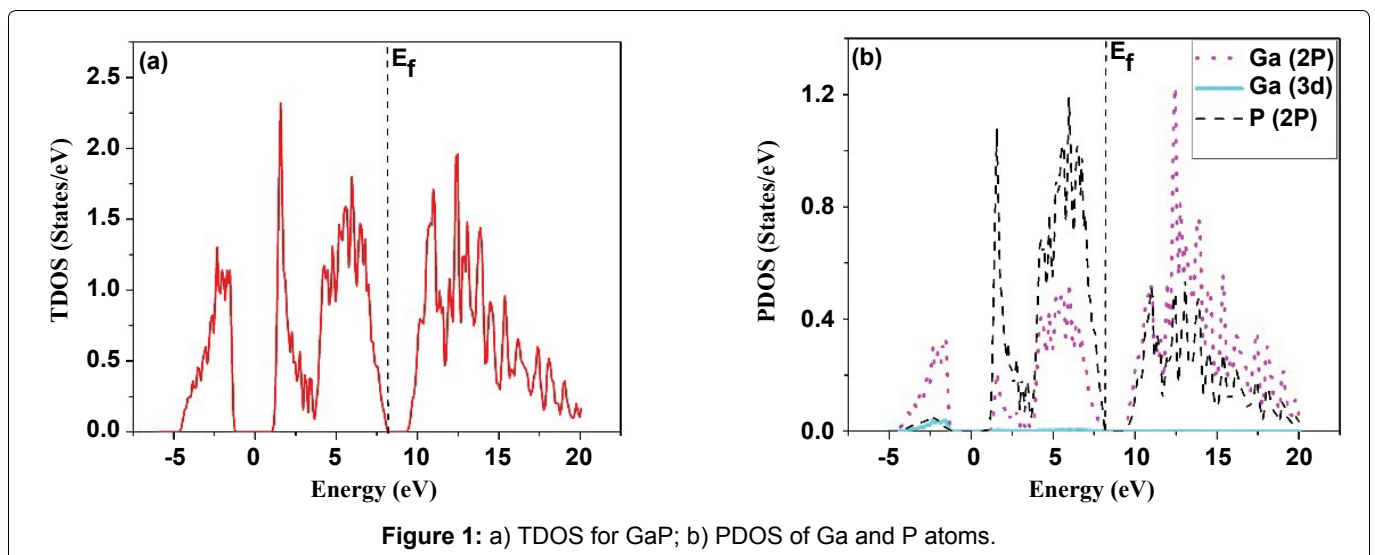 (a)
E_f
TDOS (States/eV)
2.5
2.0
1.5
1.0
0.5
0.0
-5 0 5 10 15 20
Energy (eV)
(b)
E_f
Ga (2P)
Ga (3d)
P (2P)
PDOS (States/eV)
1.2
0.8
0.4
0.0
-5 0 5 10 15 20
Energy (eV)
Figure 1: a) TDOS for GaP; b) PDOS of Ga and P atoms.